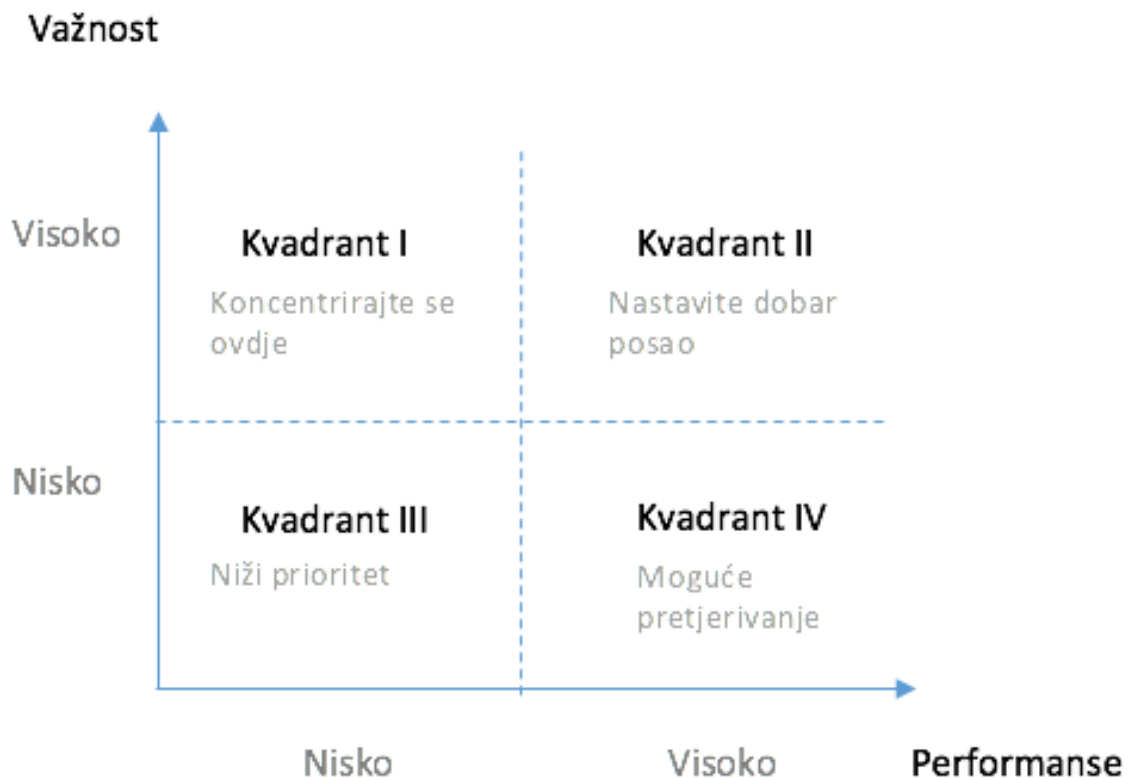 Važnost
Visoko
Kvadrant I
Koncentrirajte se
ovdje
Kvadrant II
Nastavite dobar
posao
Nisko
Kvadrant III
Niži prioritet
Kvadrant IV
Moguće
pretjerivanje
Nisko
Visoko
Performanse